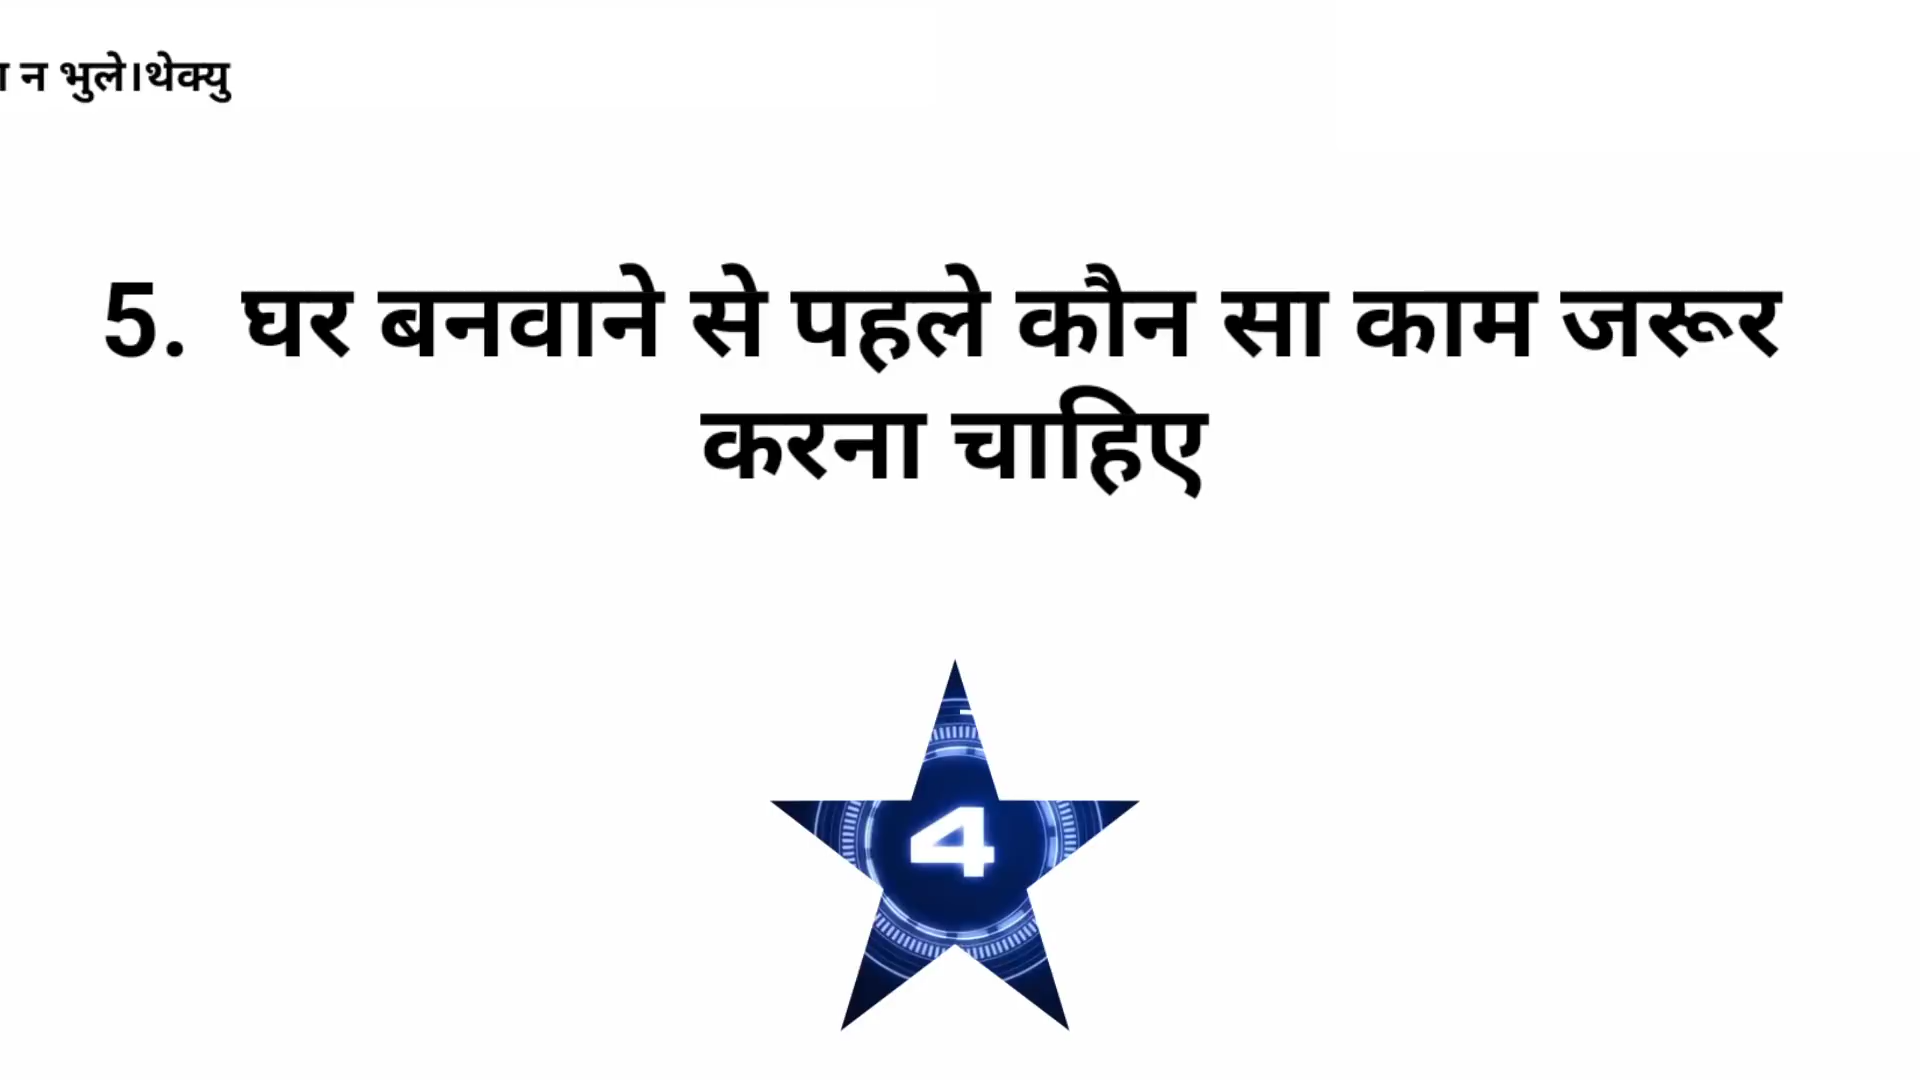 न भुले।थेक्यु
5. घर बनवाने से पहले कौन सा काम जरूर
करना चाहिए
4